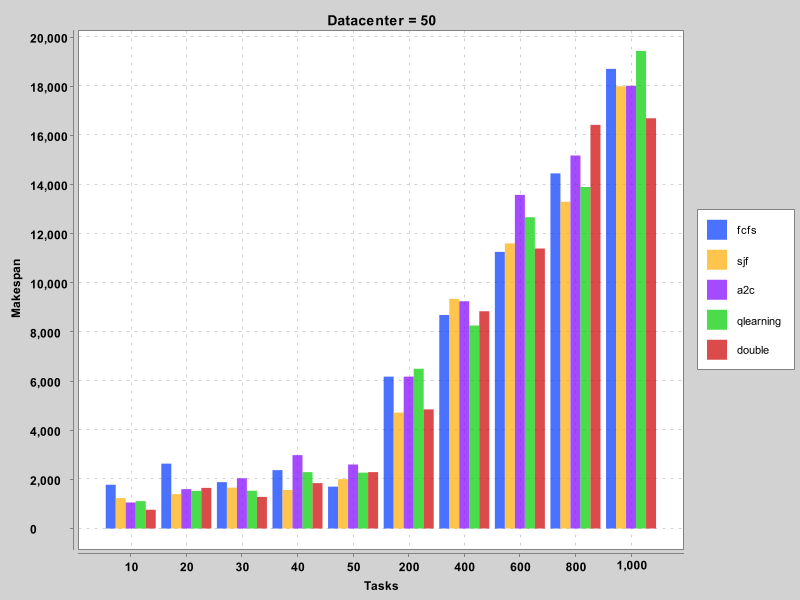 Datacenter = 50
20,000
18,000
16,000
14,000
12,000
10,000
8,000
6,000
4,000
2,000
0
Makespan
10 20 30 40 50 200 400 600 800 1,000
Tasks
fcfs
sjf
a2c
qlearning
double